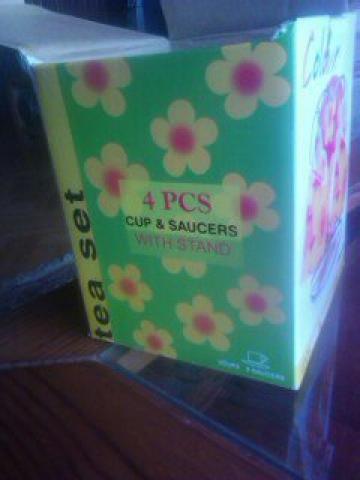 tea set
4 PCS
CUP & SAUCERS
WITH STAND